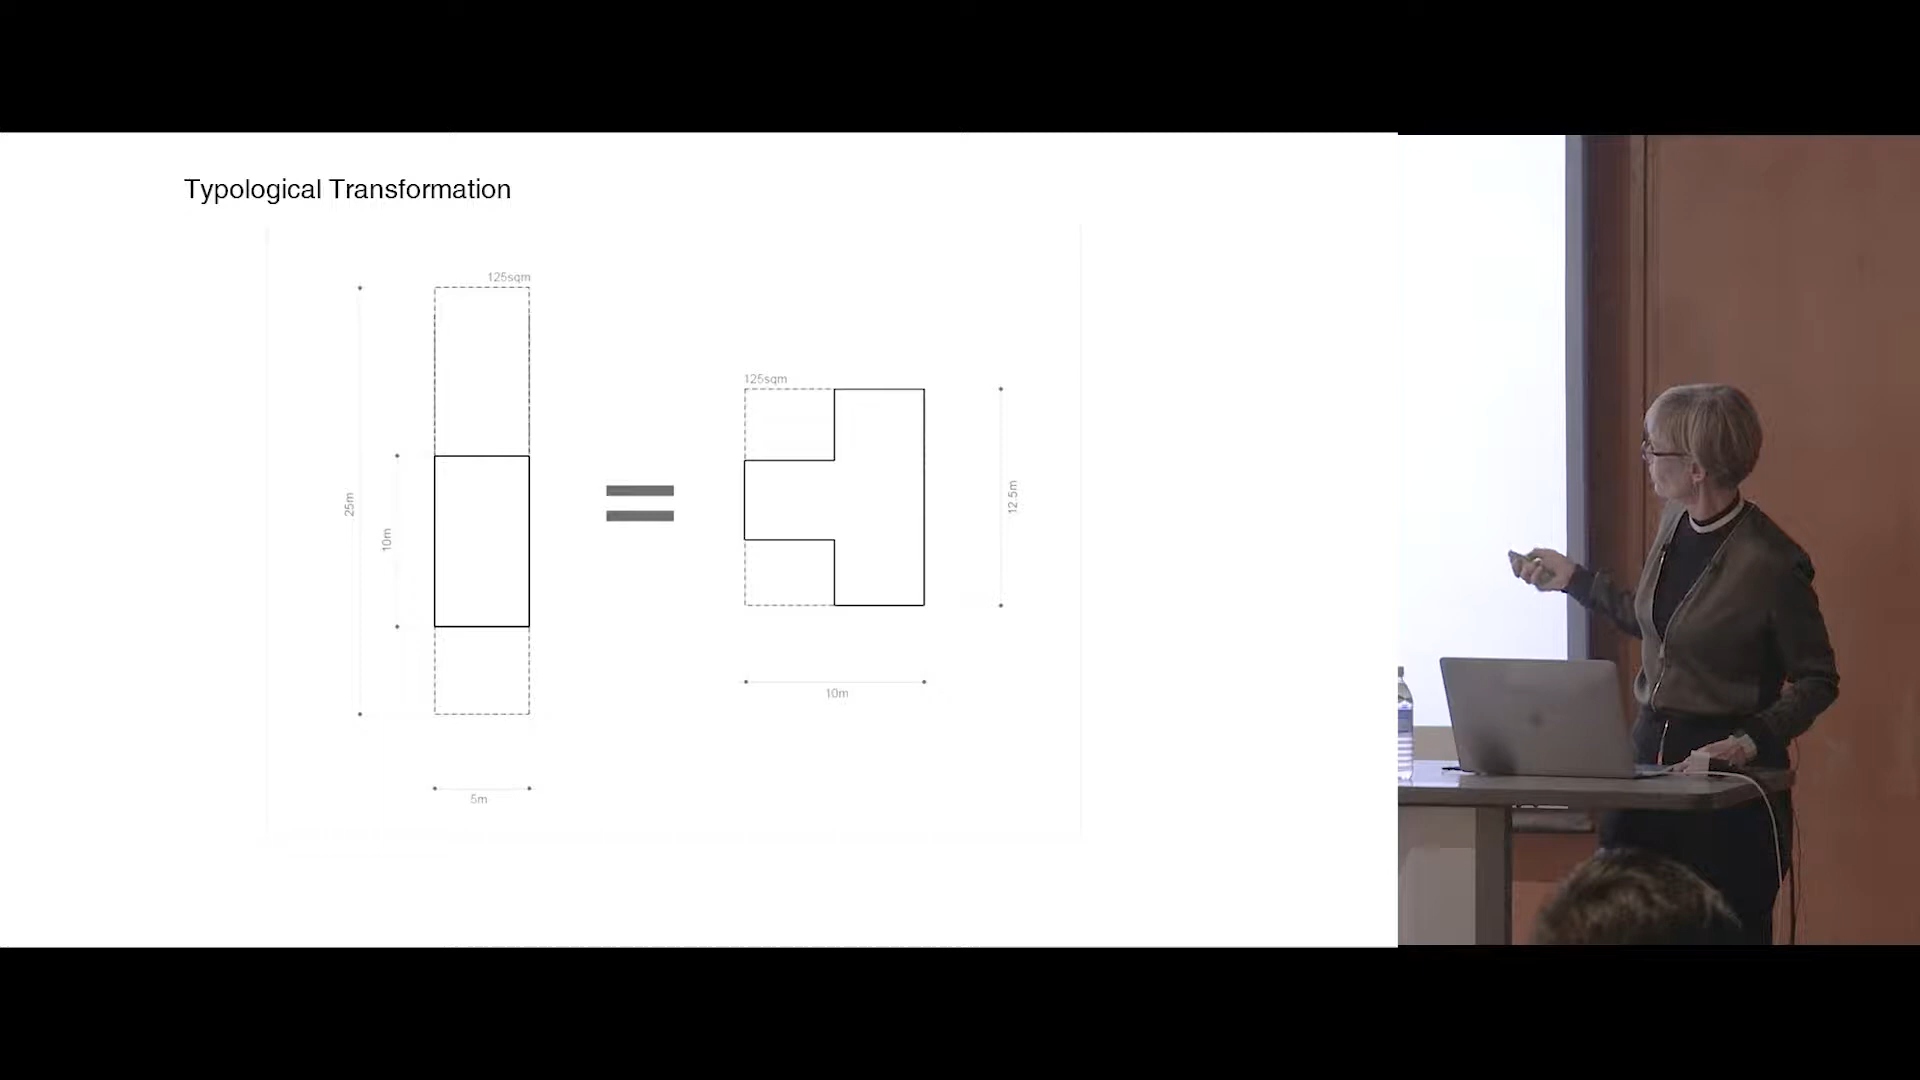 Typological Transformation
125sqm
125sqm
25m
10m
12.5m
10m
5m